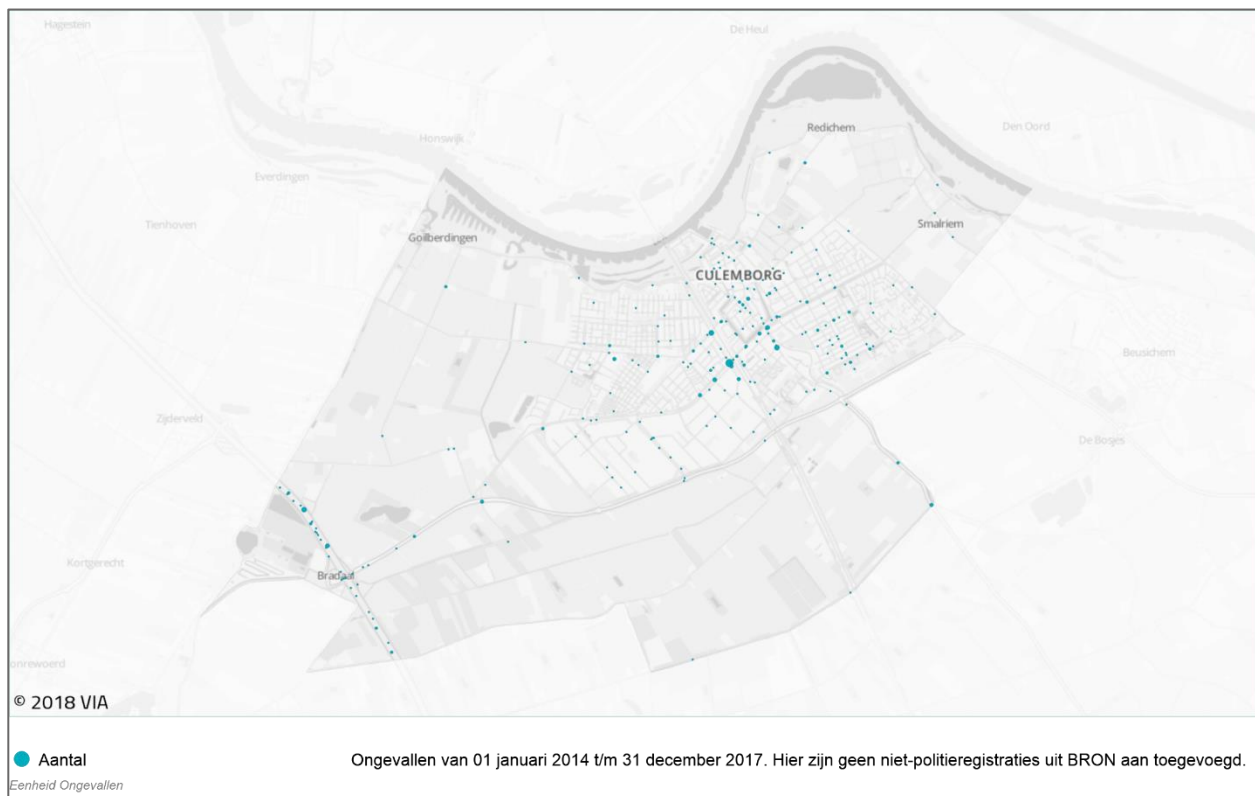 Hagestein
De Heul
Redichem
Den Oord
Honswijk
Everdingen
Tienhoven
Goilberdingen
Smalriem
CULEMBORG
Beusichem
Zijderveld
De Bosjes
Kortgerecht
Bradaal
onrewoerd
© 2018 VIA
Aantal
Ongevallen van 01 januari 2014 t/m 31 december 2017. Hier zijn geen niet-politieregistraties uit BRON aan toegevoegd.
Eenheid Ongevallen